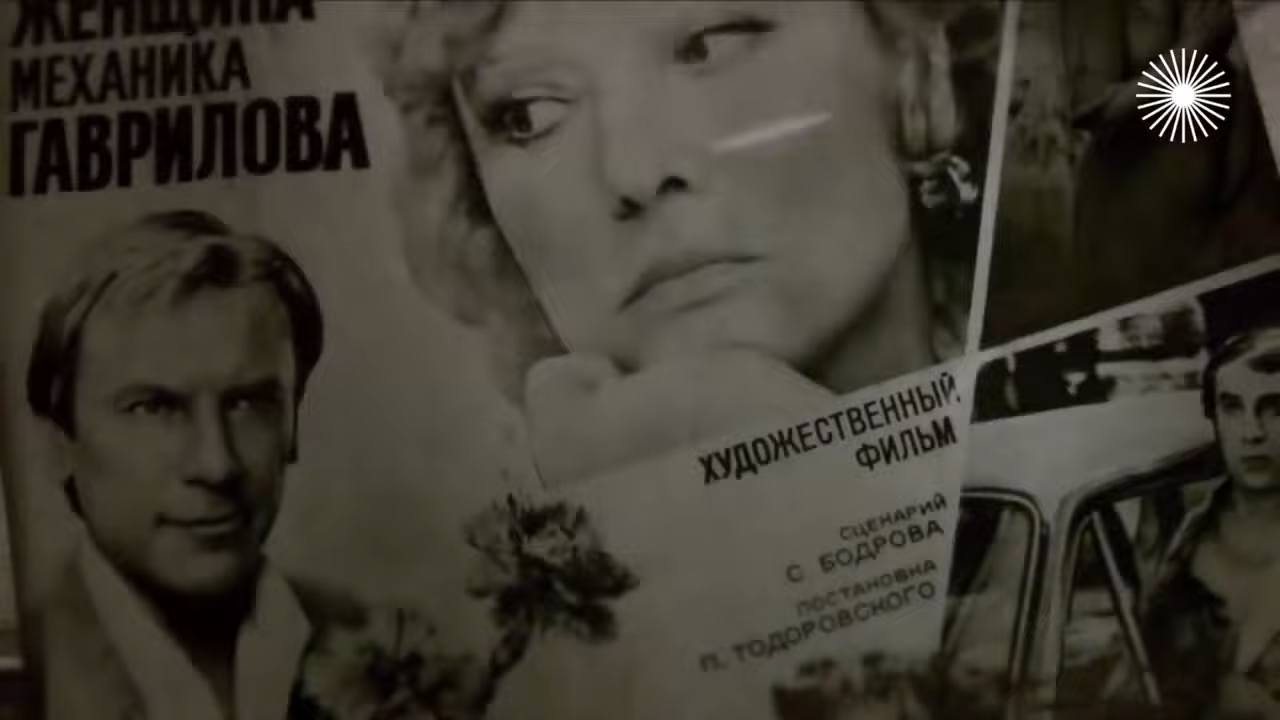 ЖЕНЩИНА
МЕХАНИКА
ГАВРИЛОВА
ХУДОЖЕСТВЕННЫЙ
ФИЛЬМ
СЦЕНАРИЙ
С БОДРОВА
ПОСТАНОВКА
П. ТОДОРОВСКОГО